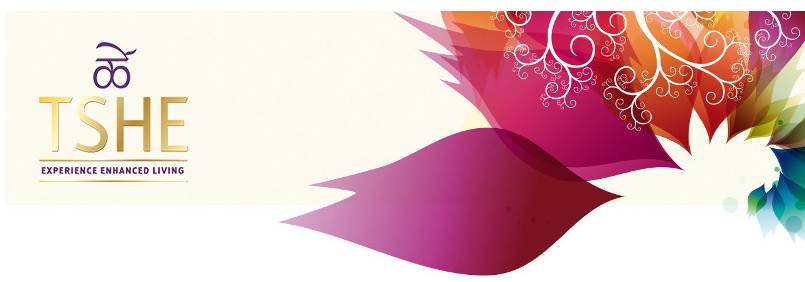 ཚེ
TSHE
EXPERIENCE ENHANCED LIVING